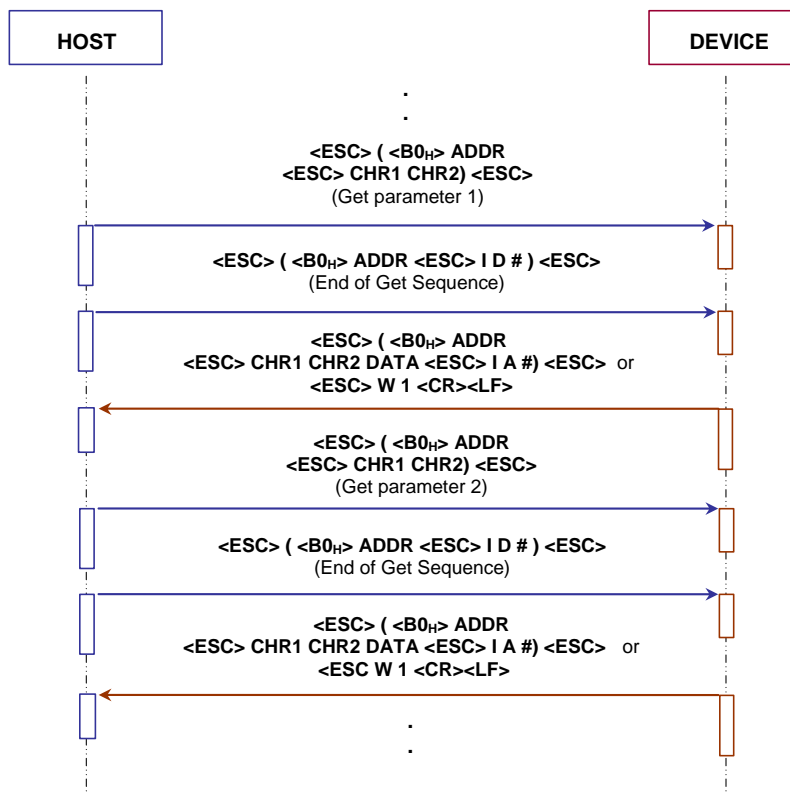 HOST
DEVICE
.
.
<ESC> ( <B0H> ADDR
<ESC> CHR1 CHR2) <ESC>
(Get parameter 1)
<ESC> ( <B0H> ADDR <ESC> I D # ) <ESC>
(End of Get Sequence)
<ESC> ( <B0H> ADDR
<ESC> CHR1 CHR2 DATA <ESC> I A #) <ESC> or
<ESC> W 1 <CR><LF>
<ESC> ( <B0H> ADDR
<ESC> CHR1 CHR2) <ESC>
(Get parameter 2)
<ESC> ( <B0H> ADDR <ESC> I D # ) <ESC>
(End of Get Sequence)
<ESC> ( <B0H> ADDR
<ESC> CHR1 CHR2 DATA <ESC> I A #) <ESC> or
<ESC W 1 <CR><LF>
.
.